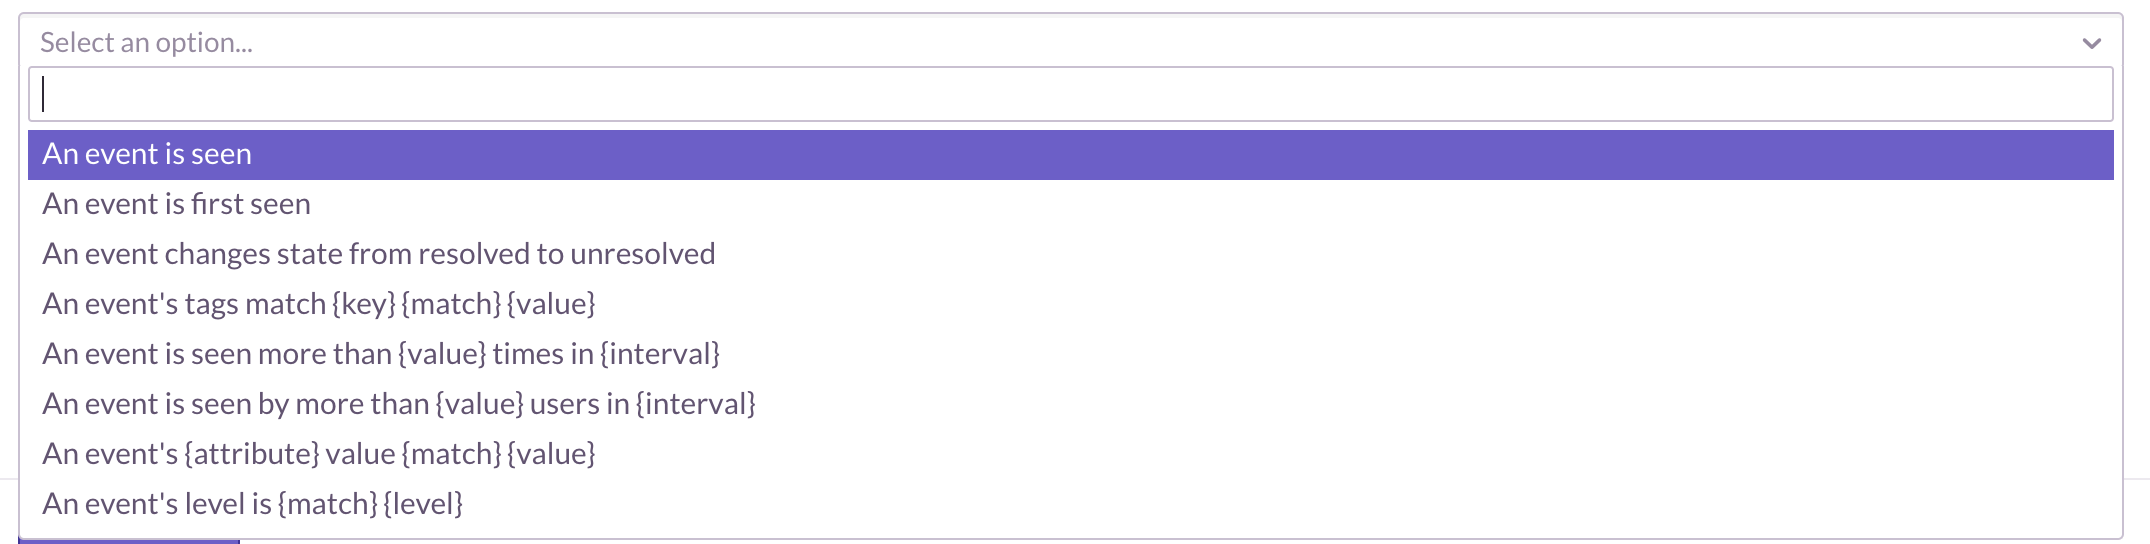 Select an option...
An event is seen
An event is first seen
An event changes state from resolved to unresolved
An event's tags match {key} {match} {value}
An event is seen more than {value} times in {interval}
An event is seen by more than {value} users in {interval}
An event's {attribute} value {match} {value}
An event's level is {match} {level}